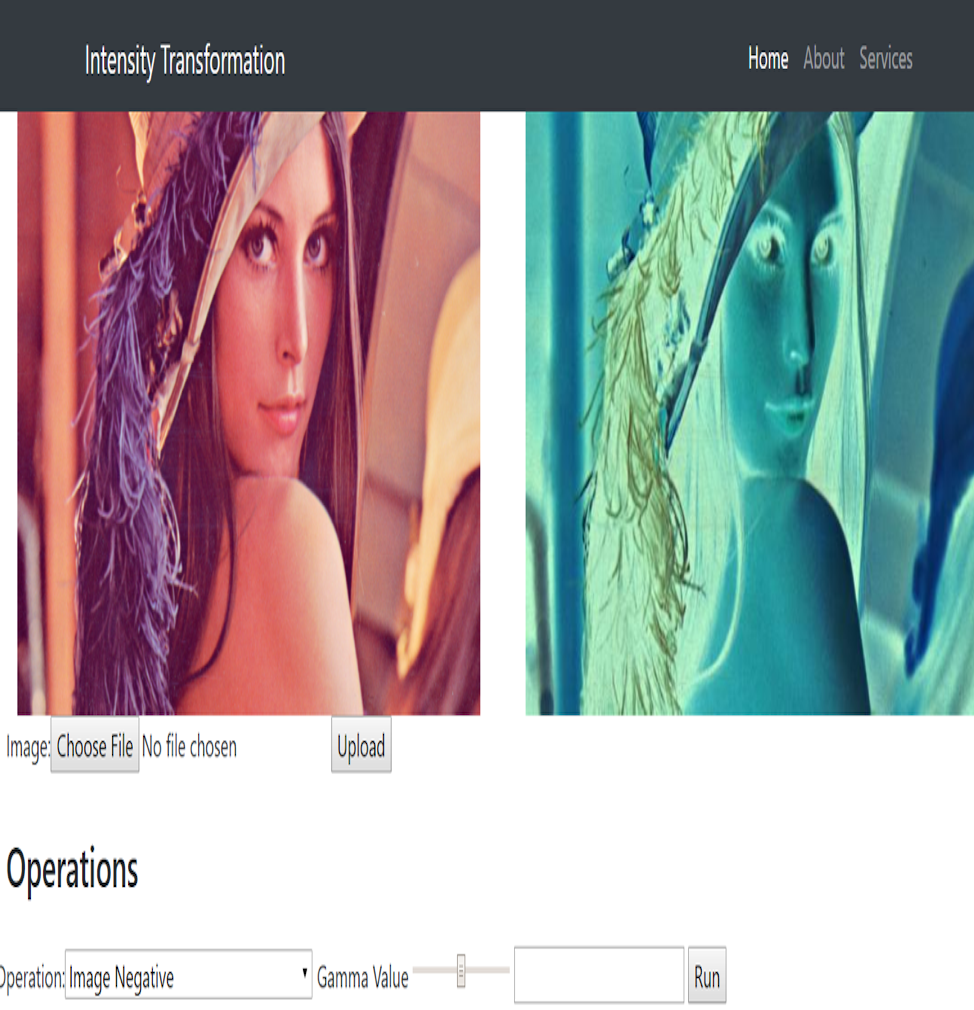 Intensity Transformation Home About Services
Image: Choose File No file chosen Upload
Operations
Operation: Image Negative Gamma Value Run